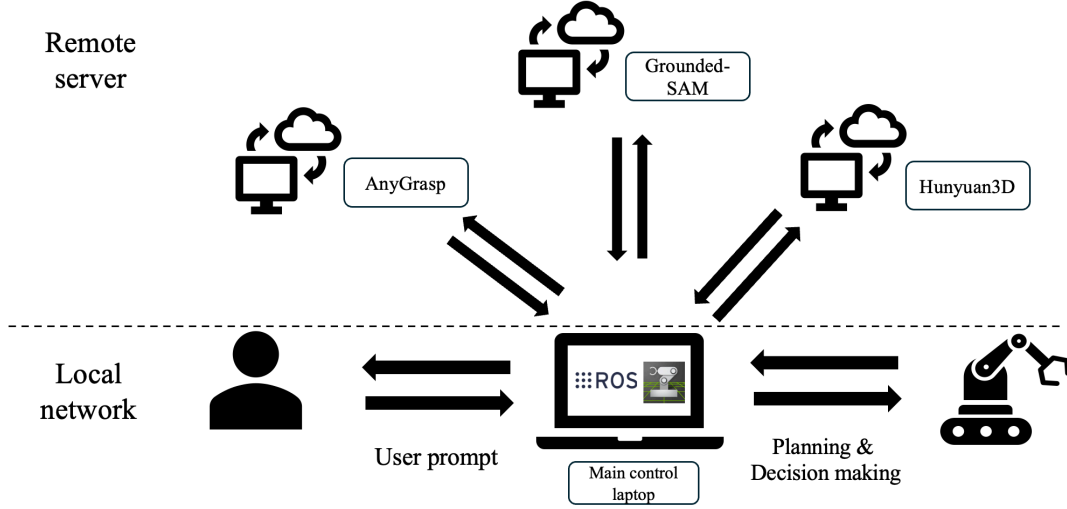 Remote
server
Grounded-
SAM
AnyGrasp
Hunyuan3D
Local
network
ROS
User prompt
Main control
laptop
Planning &
Decision making